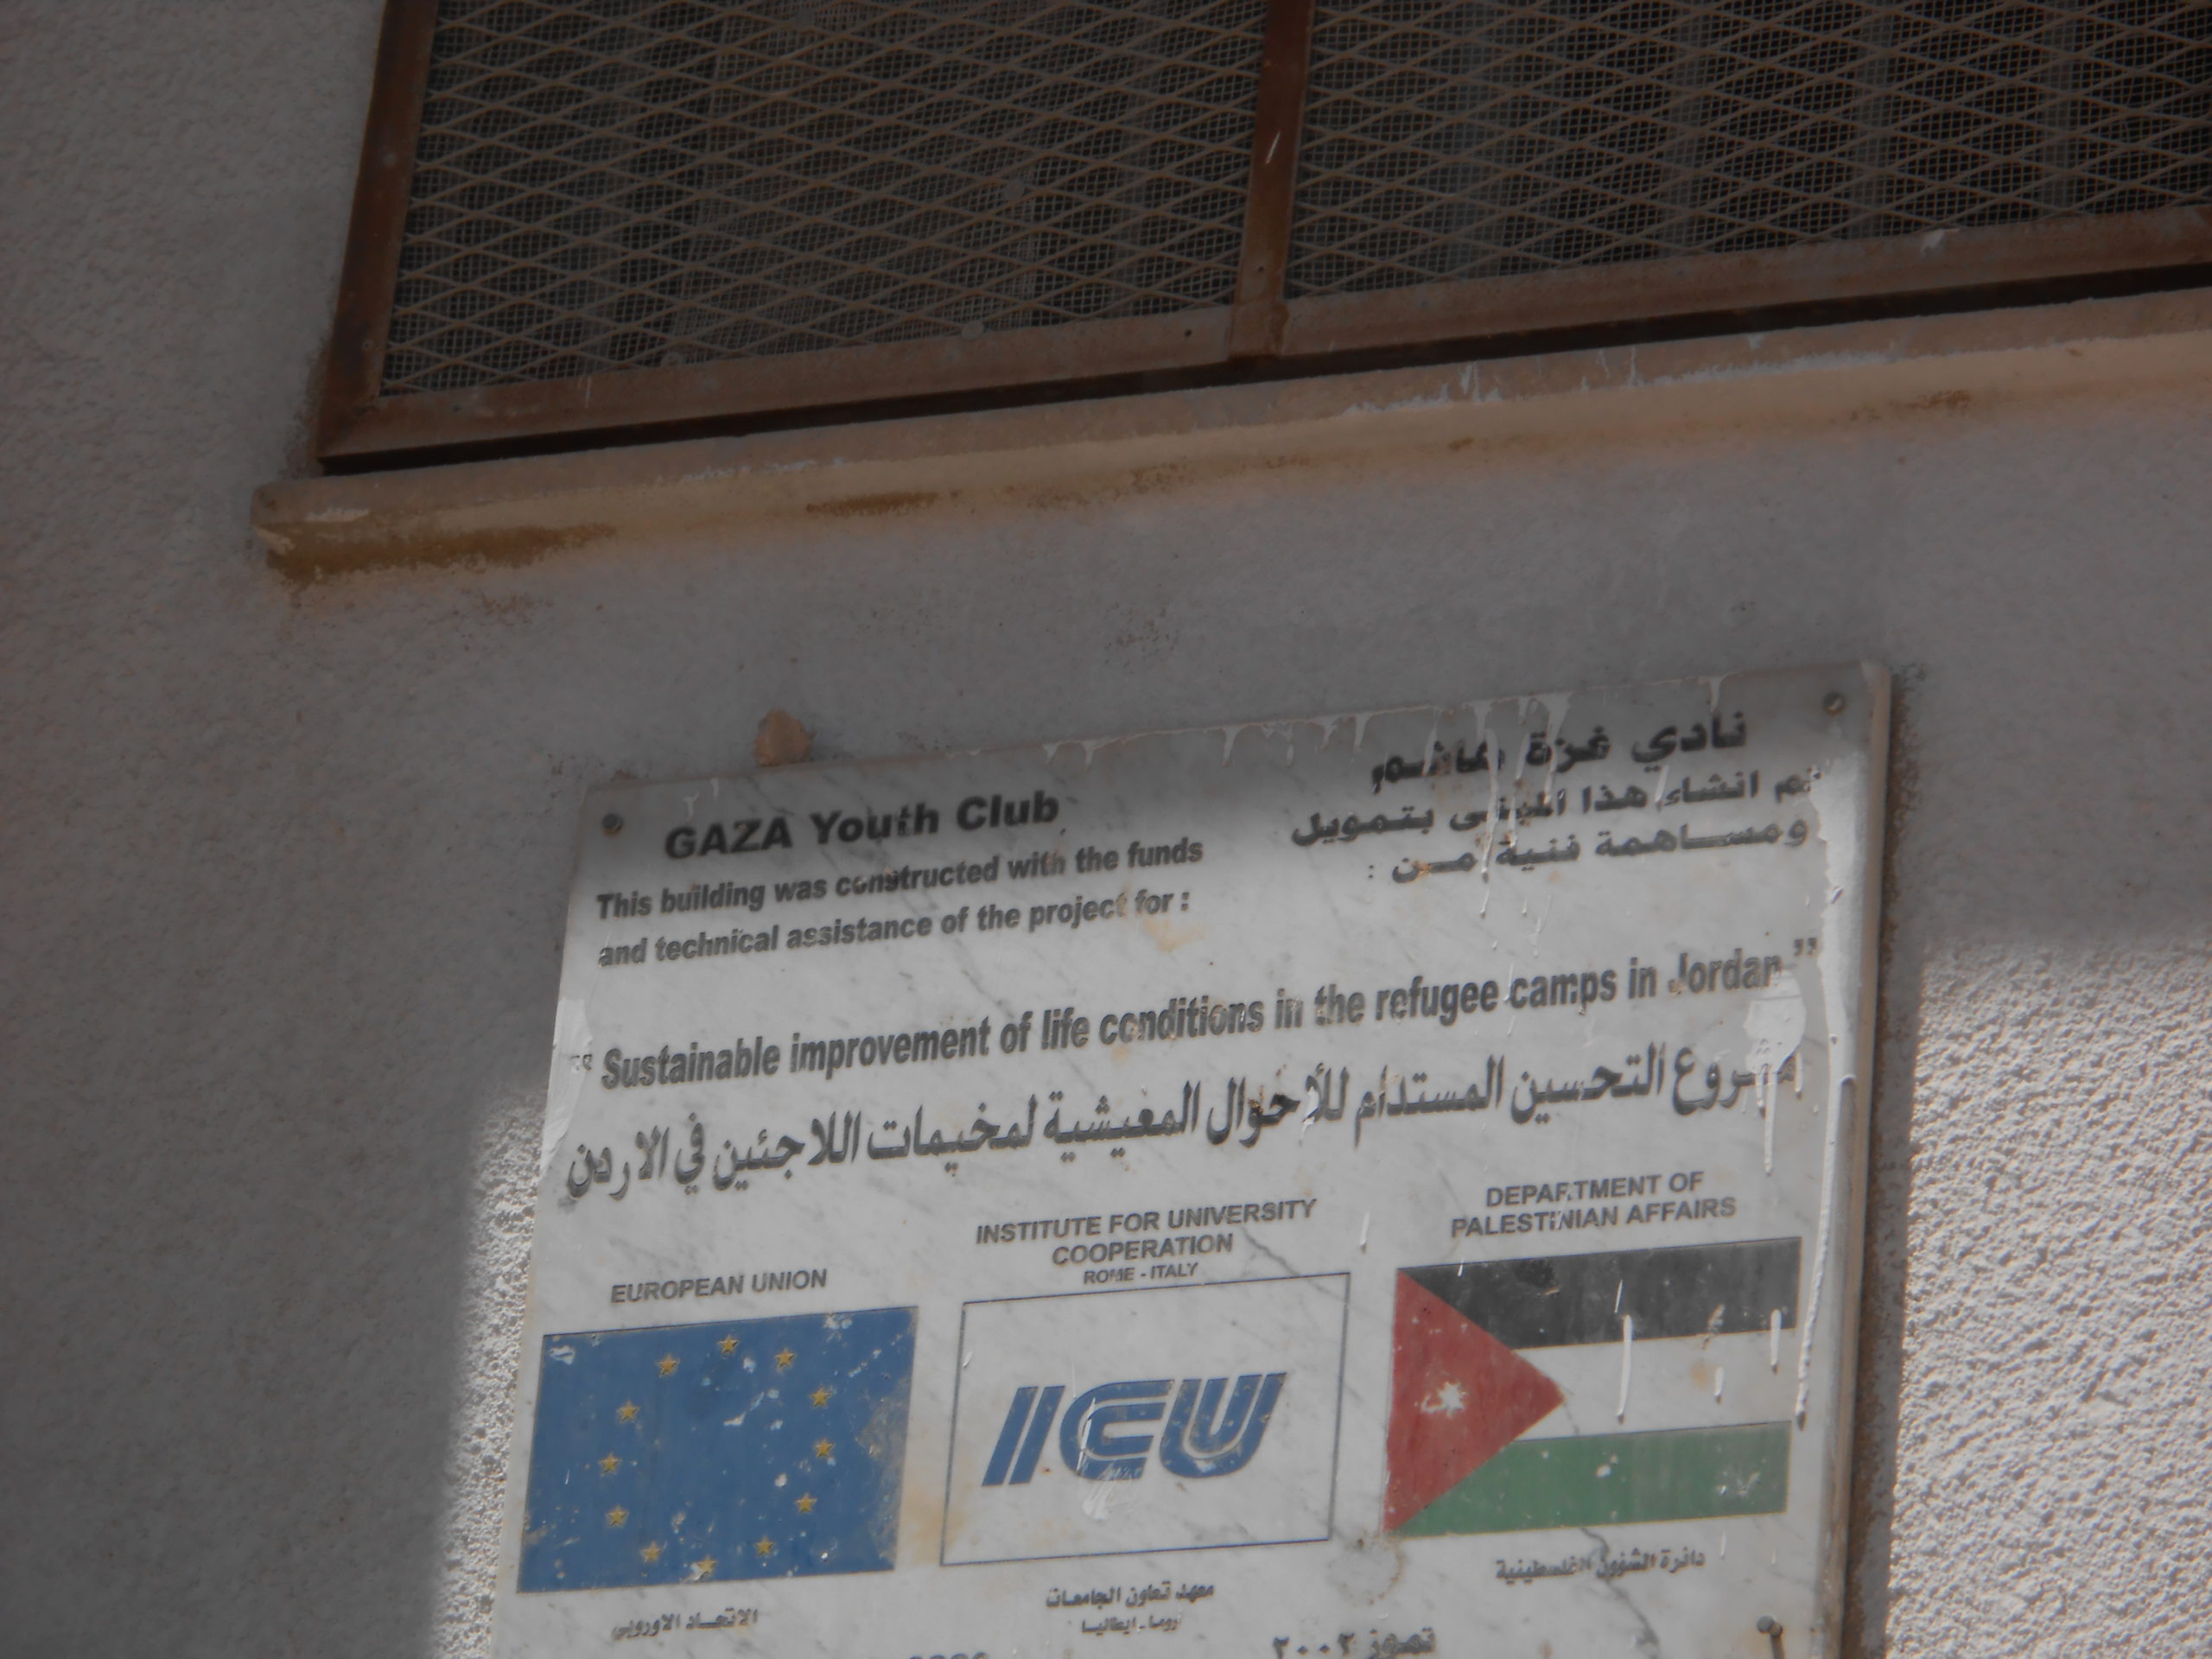 GAZA Youth Club
This building was constructed with the funds
and technical assistance of the project for :
نادي غزة هاشم
تم انشاء هذا المبنى بتمويل
ومساهمة فنية من :
“ Sustainable improvement of life conditions in the refugee camps in Jordan ”
مشروع التحسين المستدام للأحوال المعيشية لمخيمات اللاجئين في الاردن
EUROPEAN UNION
INSTITUTE FOR UNIVERSITY
COOPERATION
ROME - ITALY
DEPARTMENT OF
PALESTINIAN AFFAIRS
ICU
الاتحاد الاوروبي
معهد تعاون الجامعات
روما - ايطاليا
دائرة الشؤون الفلسطينية
تموز ٢٠٠٢